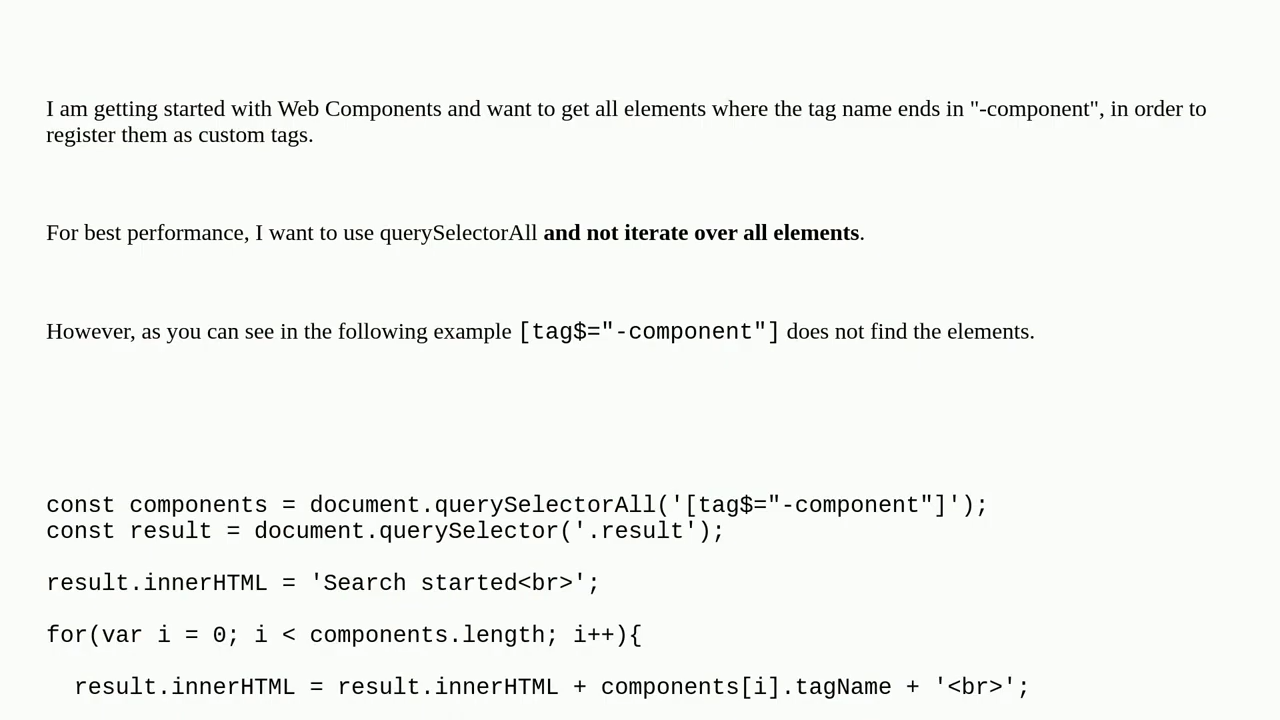 I am getting started with Web Components and want to get all elements where the tag name ends in "-component", in order to
register them as custom tags.
For best performance, I want to use querySelectorAll and not iterate over all elements.
However, as you can see in the following example [tag$="-component"] does not find the elements.
const components = document.querySelectorAll('[tag$="-component"]');
const result = document.querySelector('.result');
result.innerHTML = 'Search started<br>';
for(var i = 0; i < components.length; i++){
  result.innerHTML = result.innerHTML + components[i].tagName + '<br>';